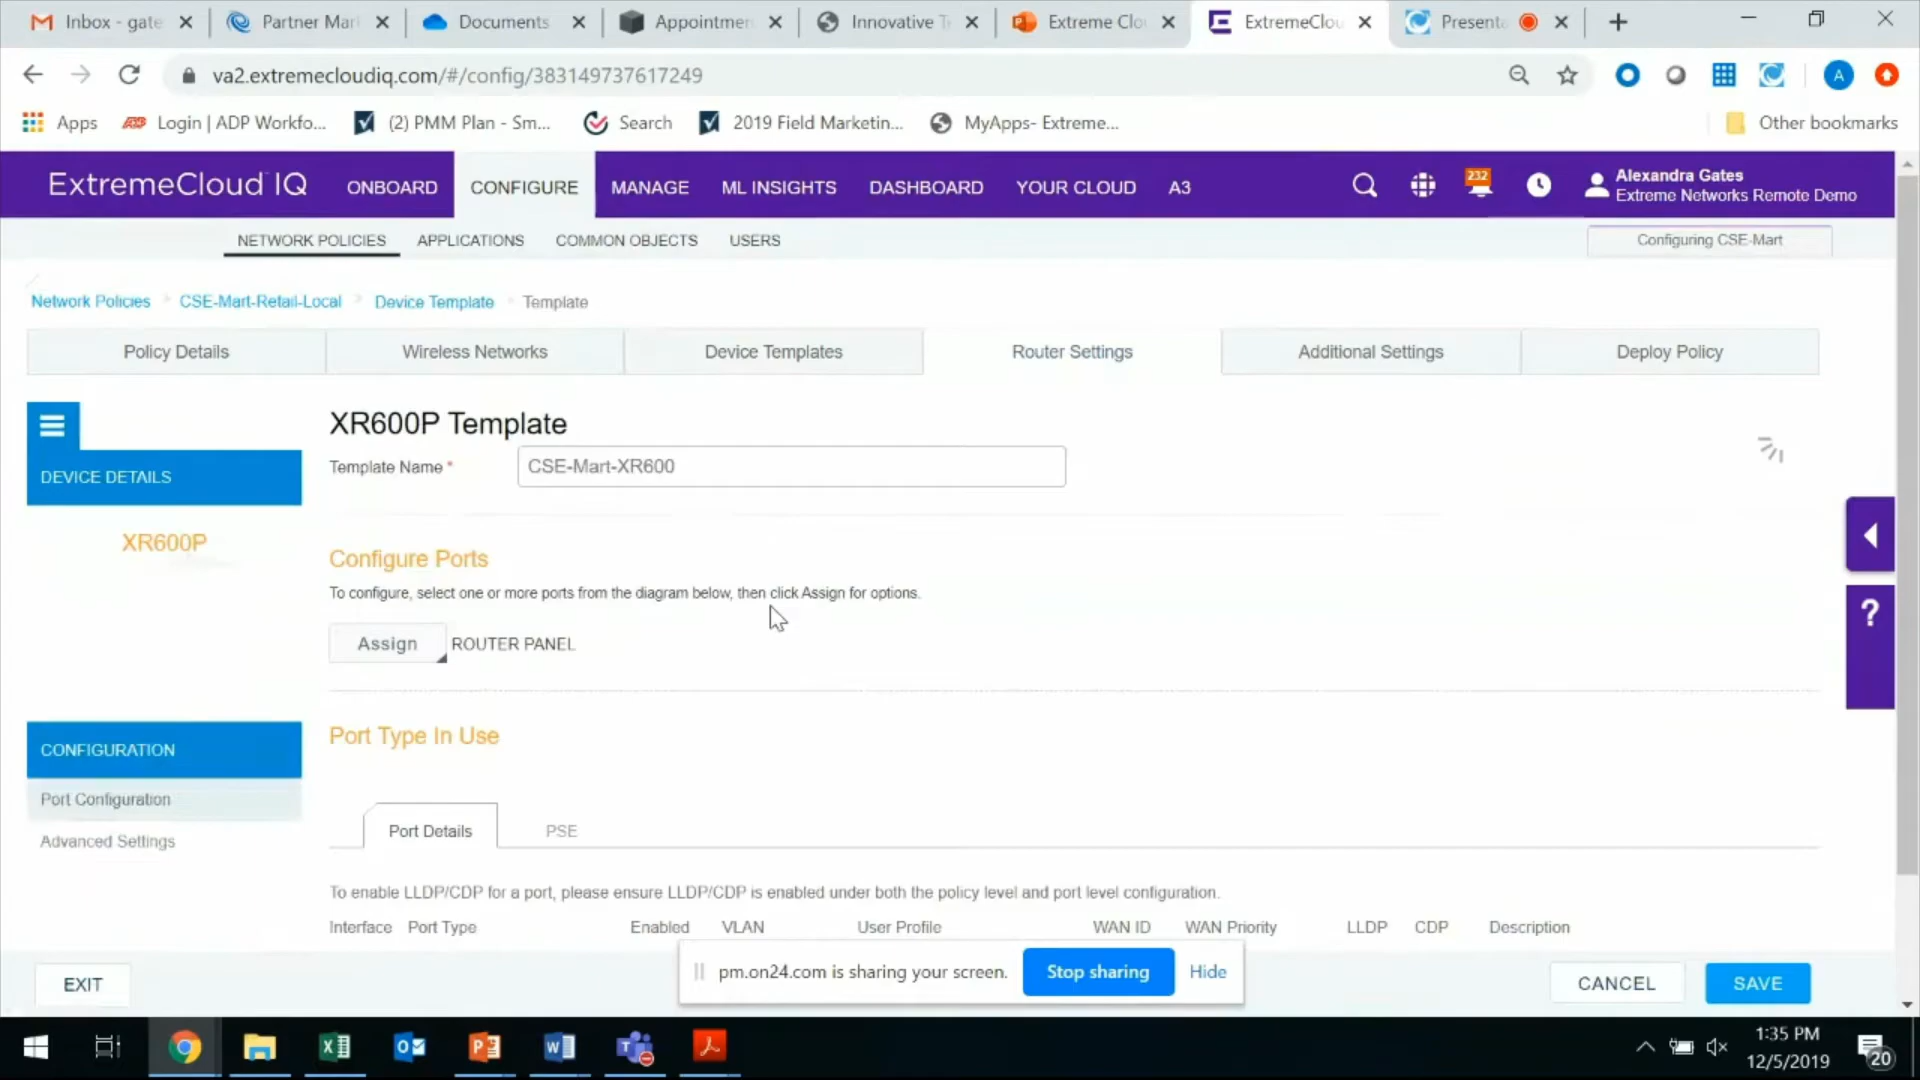 Inbox - gate
Partner Mar
Documents
Appointmen
Innovative T
Extreme Clo
ExtremeClou
Presenta
va2.extremecloudiq.com/#/config/383149737617249
A
Apps
Login | ADP Workfo...
(2) PMM Plan - Sm...
Search
2019 Field Marketin...
MyApps- Extreme...
Other bookmarks
ExtremeCloud IQ
ONBOARD
CONFIGURE
MANAGE
ML INSIGHTS
DASHBOARD
YOUR CLOUD
A3
232
Alexandra Gates
Extreme Networks Remote Demo
NETWORK POLICIES
APPLICATIONS
COMMON OBJECTS
USERS
Configuring CSE-Mart
Network Policies
CSE-Mart-Retail-Local
Device Template
Template
Policy Details
Wireless Networks
Device Templates
Router Settings
Additional Settings
Deploy Policy
DEVICE DETAILS
XR600P
XR600P Template
Template Name *
CSE-Mart-XR600
Configure Ports
To configure, select one or more ports from the diagram below, then click Assign for options.
Assign
ROUTER PANEL
?
CONFIGURATION
Port Configuration
Advanced Settings
Port Type In Use
Port Details
PSE
To enable LLDP/CDP for a port, please ensure LLDP/CDP is enabled under both the policy level and port level configuration.
Interface
Port Type
Enabled
VLAN
User Profile
WAN ID
WAN Priority
LLDP
CDP
Description
EXIT
pm.on24.com is sharing your screen.
Stop sharing
Hide
CANCEL
SAVE
1:35 PM
12/5/2019
20